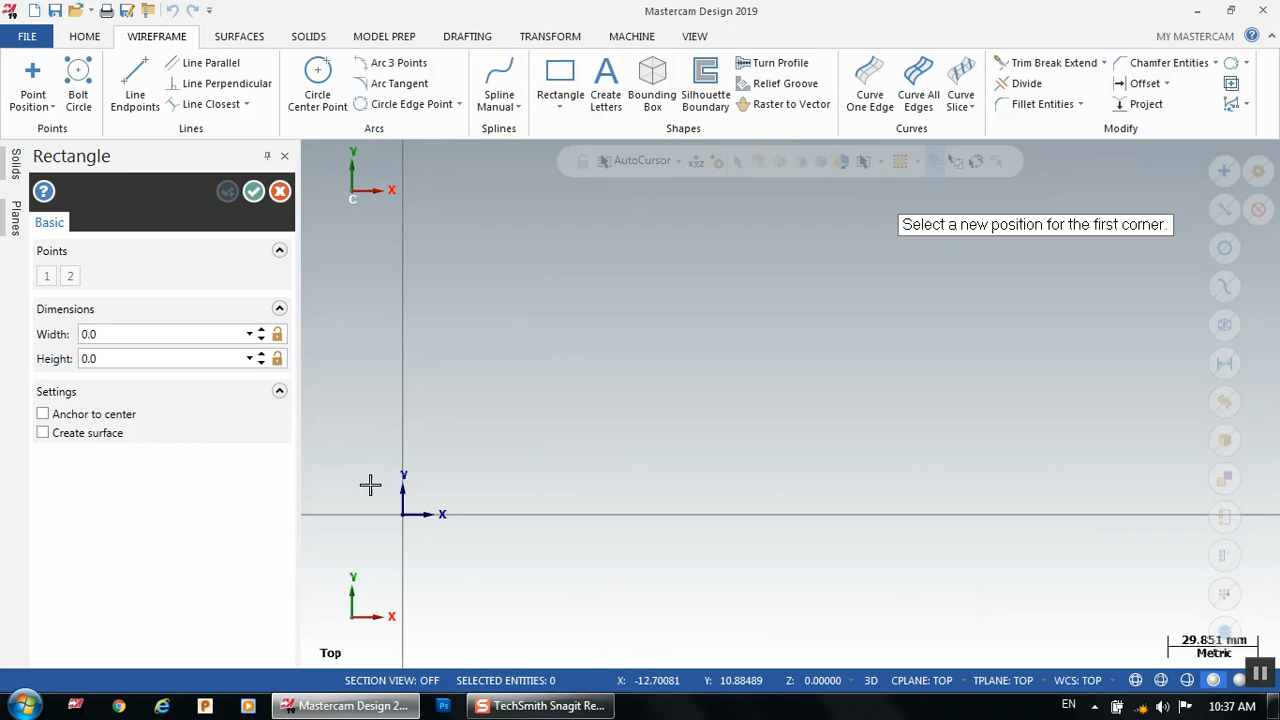 Mastercam Design 2019
FILE HOME WIREFRAME SURFACES SOLIDS MODEL PREP DRAFTING TRANSFORM MACHINE VIEW MY MASTERCAM
Point Position
Bolt Circle
Points
Line Endpoints
Line Parallel
Line Perpendicular
Line Closest
Lines
Circle Center Point
Arc 3 Points
Arc Tangent
Circle Edge Point
Arcs
Spline Manual
Splines
Rectangle
Create Letters
Bounding Box
Silhouette Boundary
Turn Profile
Relief Groove
Raster to Vector
Shapes
Curve One Edge
Curve All Edges
Curve Slice
Curves
Trim Break Extend
Divide
Fillet Entities
Chamfer Entities
Offset
Project
Modify
Solids
Planes
Rectangle
Basic
Points
1 2
Dimensions
Width: 0.0
Height: 0.0
Settings
Anchor to center
Create surface
AutoCursor
Y
X
C
Select a new position for the first corner.
Y
X
Y
X
Top
29.851 mm
Metric
SECTION VIEW: OFF SELECTED ENTITIES: 0 X: -12.70081 Y: 10.88489 Z: 0.00000 3D CPLANE: TOP TPLANE: TOP WCS: TOP
Mastercam Design 2... TechSmith Snagit Re... EN 10:37 AM